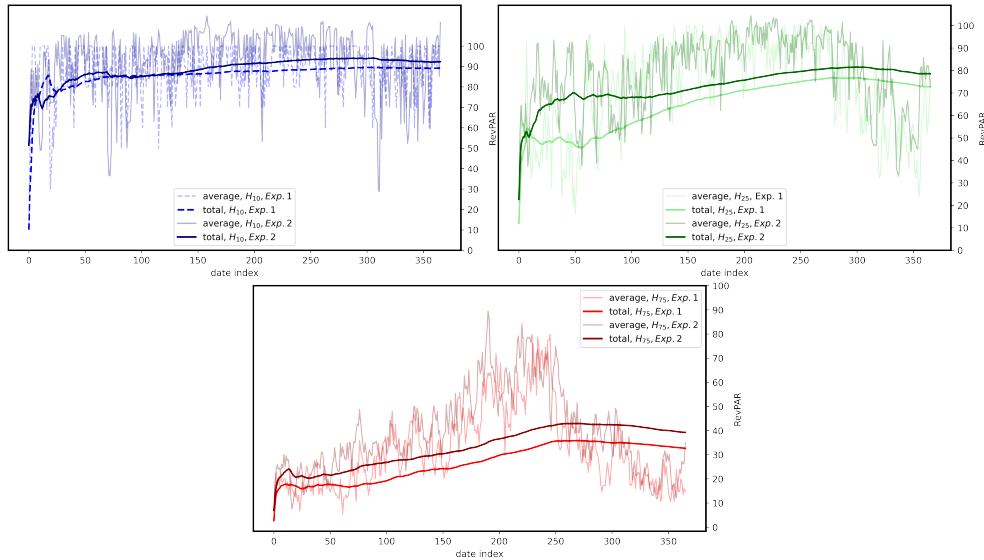 100
90
80
70
60
50
40
30
20
10
0
RevPAR
0 50 100 150 200 250 300 350
date index
average, H₁₀, Exp. 1
total, H₁₀, Exp. 1
average, H₁₀, Exp. 2
total, H₁₀, Exp. 2
100
90
80
70
60
50
40
30
20
10
0
RevPAR
0 50 100 150 200 250 300 350
date index
average, H₂₅, Exp. 1
total, H₂₅, Exp. 1
average, H₂₅, Exp. 2
total, H₂₅, Exp. 2
average, H₇₅, Exp. 1
total, H₇₅, Exp. 1
average, H₇₅, Exp. 2
total, H₇₅, Exp. 2
100
90
80
70
60
50
40
30
20
10
0
RevPAR
0 50 100 150 200 250 300 350
date index